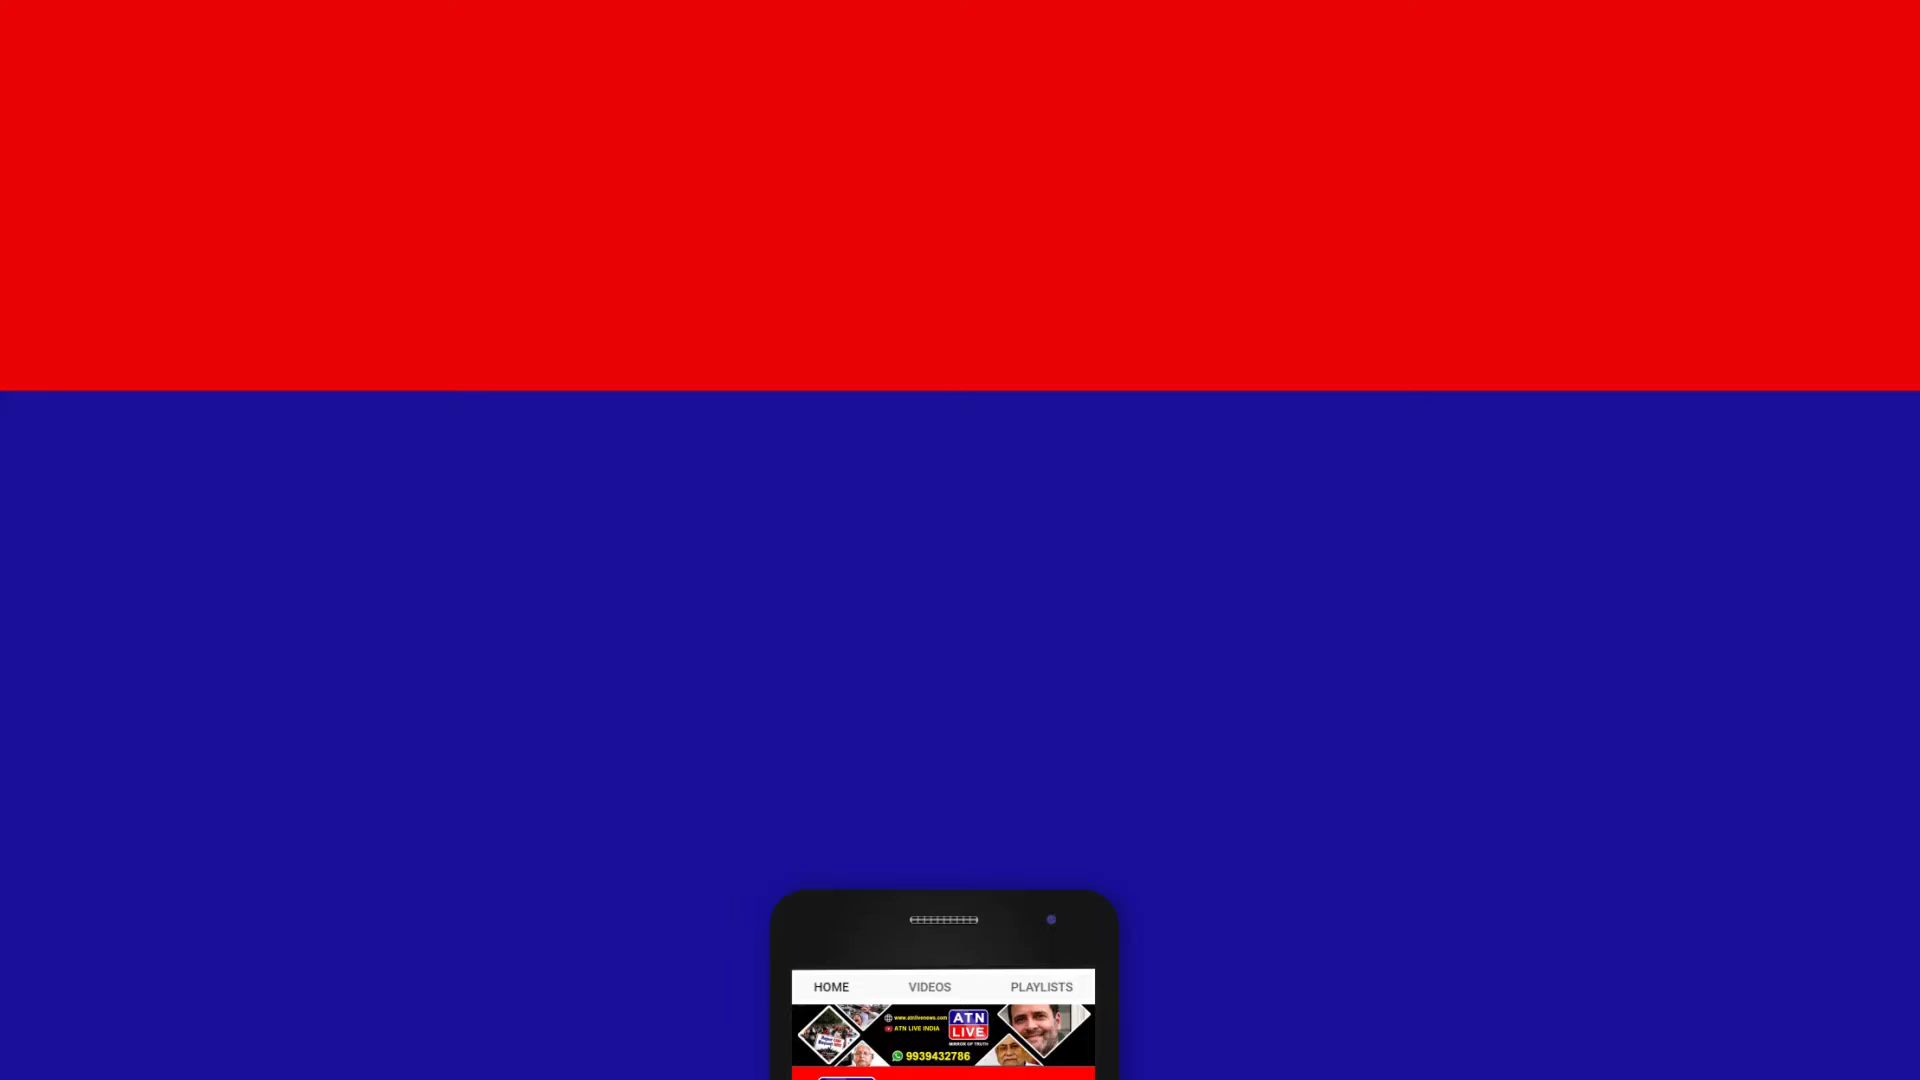 HOME VIDEOS PLAYLISTS
www.atnlivenews.com
ATN LIVE INDIA
ATN
LIVE
MIRROR OF TRUTH
9939432786